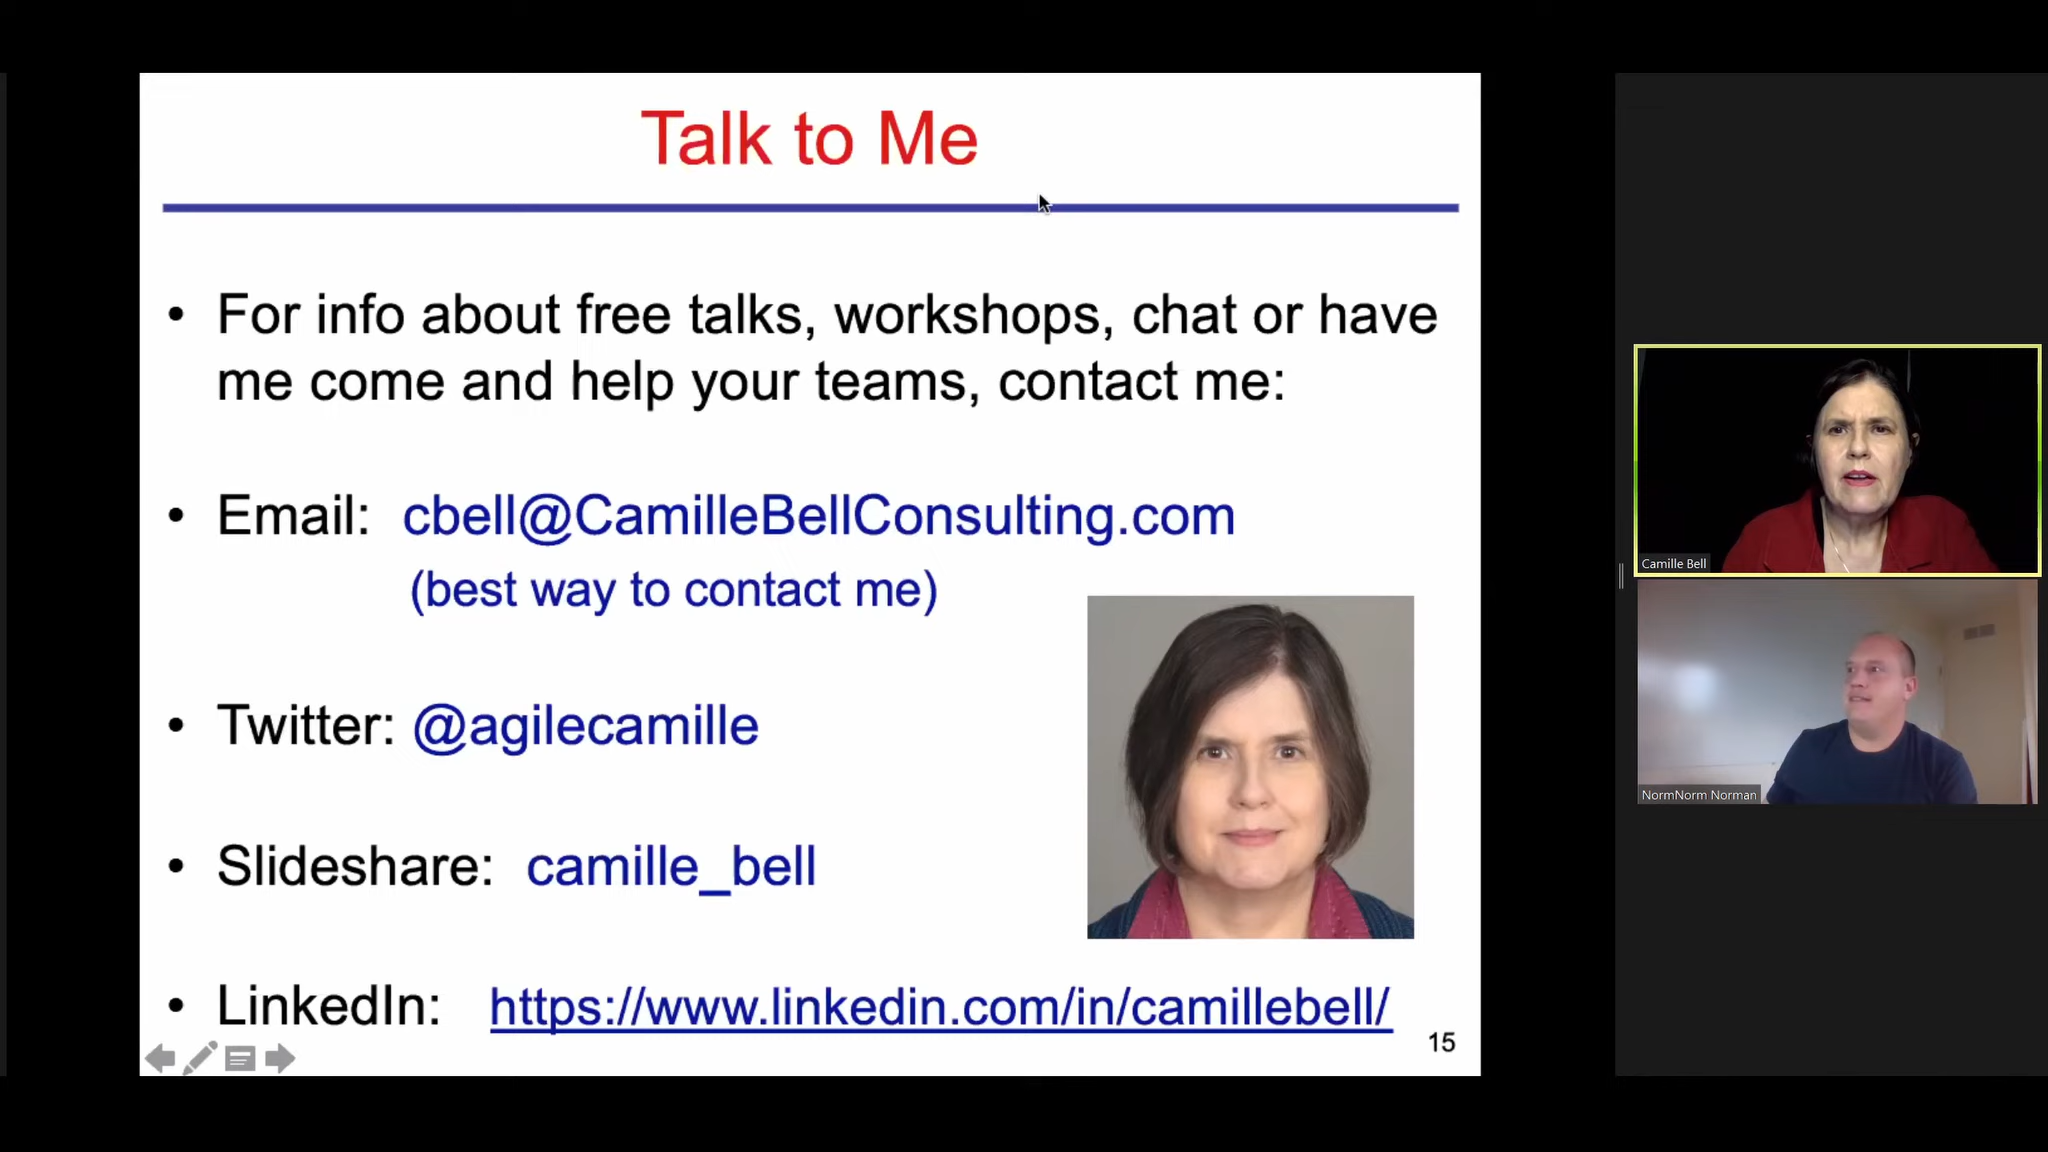 Talk to Me
• For info about free talks, workshops, chat or have
me come and help your teams, contact me:
• Email: cbell@CamilleBellConsulting.com
(best way to contact me)
• Twitter: @agilecamille
• Slideshare: camille_bell
• LinkedIn: https://www.linkedin.com/in/camillebell/
15
Camille Bell
NormNorm Norman